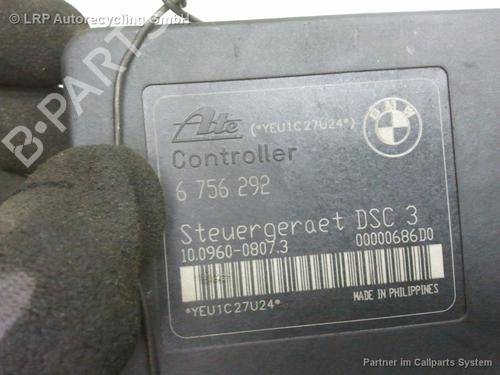 LRP Autorecycling GmbH
Ate (*YEU1C27U24*)
BMW
Controller
6 756 292
Steuergeraet DSC 3
10.0960-0807.3 00000686D0
MADE IN PHILIPPINES
*YEU1C27U24*
Partner im Callparts System